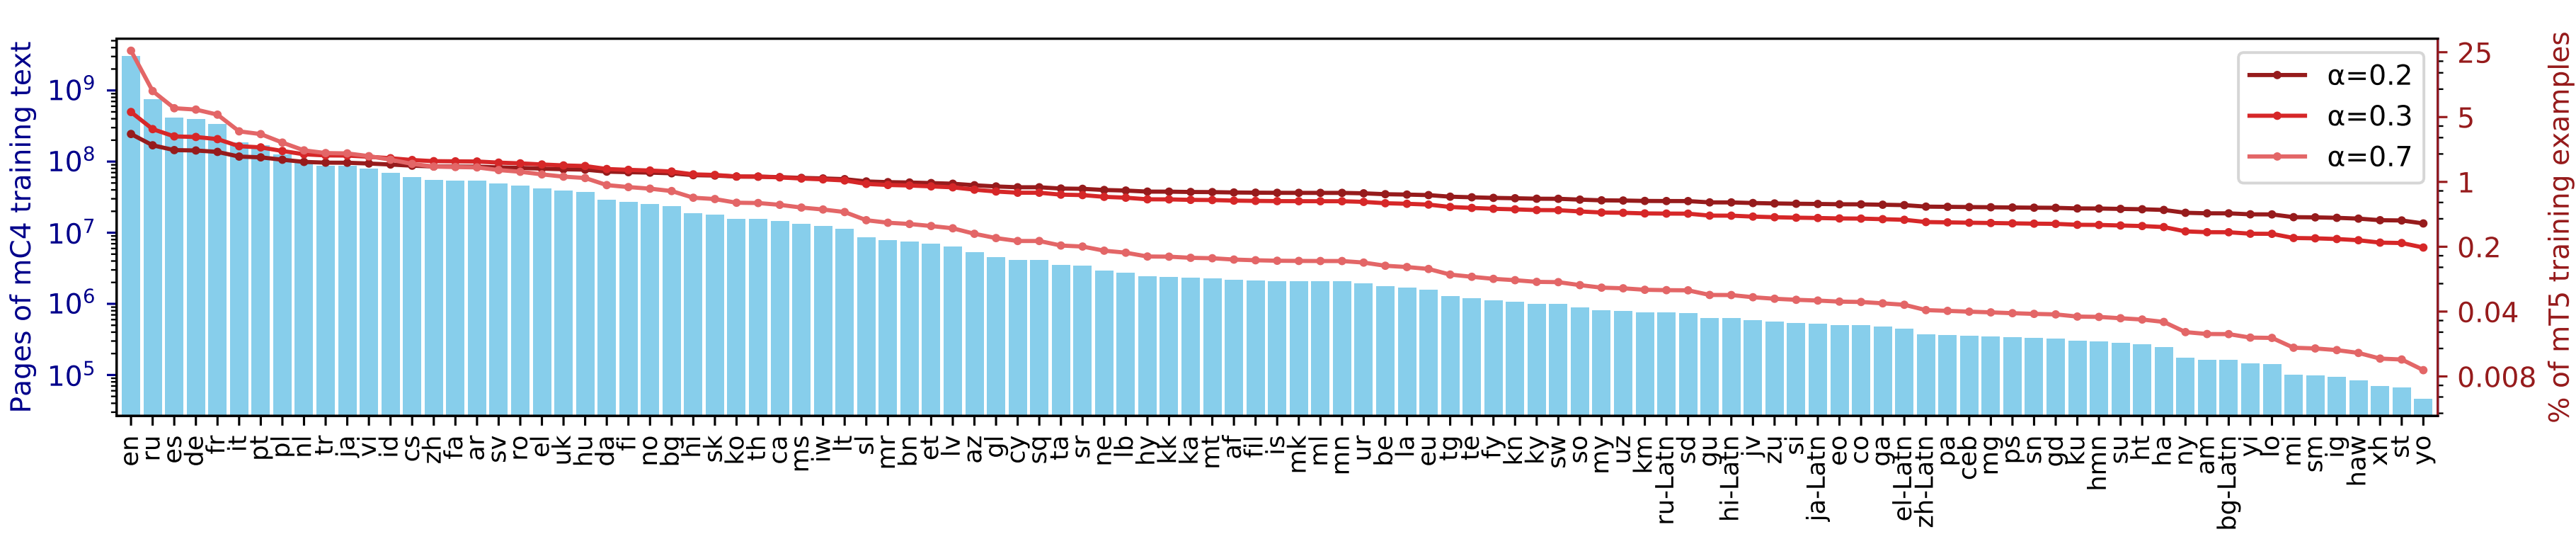 Pages of mC4 training text
10⁹
10⁸
10⁷
10⁶
10⁵
α=0.2
α=0.3
α=0.7
25
5
1
0.2
0.04
0.008
% of mT5 training examples
en ru es de fr it pt pl nl tr ja vi id cs zh fa ar sv ro el uk hu da fi no bg hi sk ko th ca ms iw lt sl mr bn et lv az gl cy sq ta sr ne lb hy kk ka mt af fil is mk ml mn ur be la eu tg te fy kn ky sw so my uz km ru-Latn sd gu hi-Latn jv zu si ja-Latn eo co ga el-Latn zh-Latn pa ceb mg ps sn gd ku hmn su ht ha ny am bg-Latn yi lo mi sm ig haw xh st yo